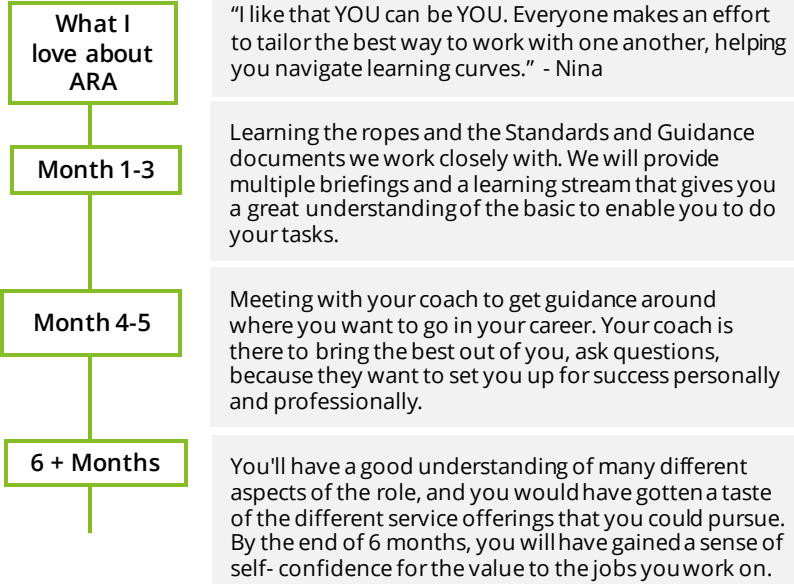 What I
love about
ARA
“I like that YOU can be YOU. Everyone makes an effort
to tailor the best way to work with one another, helping
you navigate learning curves.”  - Nina
Month 1-3
Learning the ropes and the Standards and Guidance
documents we work closely with. We will provide
multiple briefings and a learning stream that gives you
a great understanding of the basic to enable you to do
your tasks.
Month 4-5
Meeting with your coach to get guidance around
where you want to go in your career. Your coach is
there to bring the best out of you, ask questions,
because they want to set you up for success personally
and professionally.
6 + Months
You'll have a good understanding of many different
aspects of the role, and you would have gotten a taste
of the different service offerings that you could pursue.
By the end of 6 months, you will have gained a sense of
self- confidence for the value to the jobs you work on.